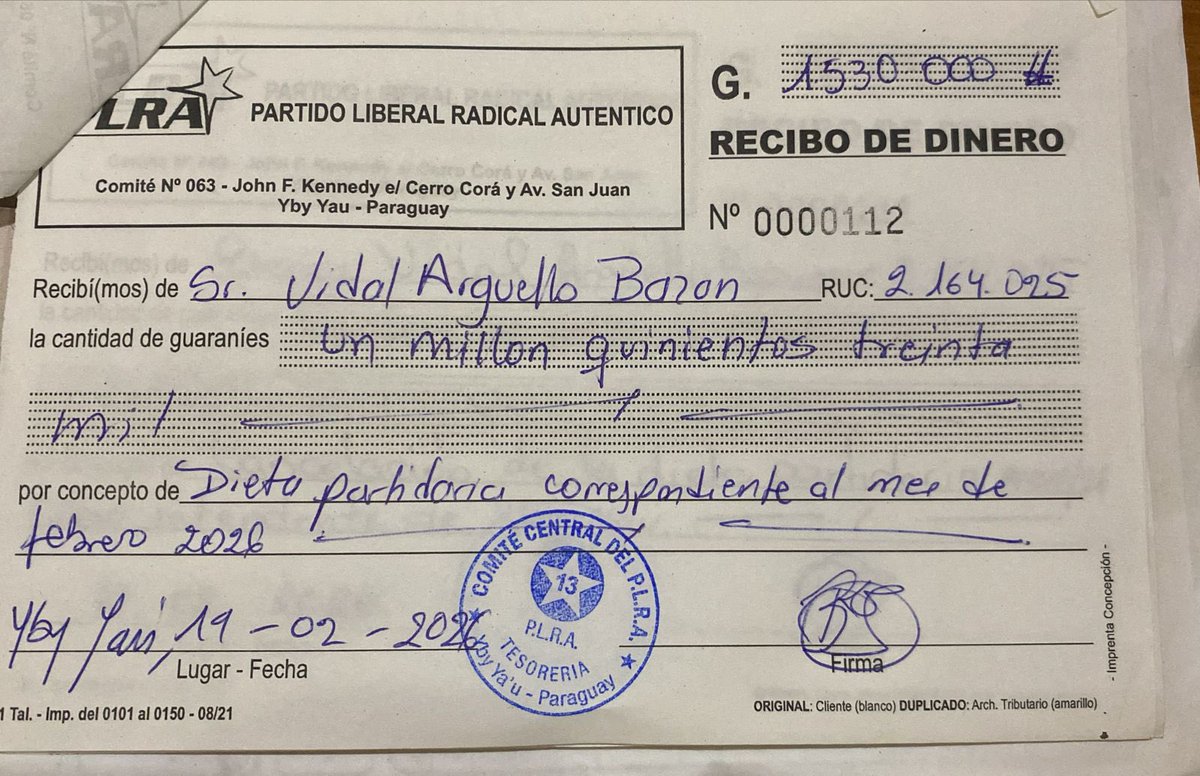 LRA
PARTIDO LIBERAL RADICAL AUTENTICO
Comité Nº 063 - John F. Kennedy e/ Cerro Corá y Av. San Juan
Yby Yau - Paraguay
G. 1530 000
RECIBO DE DINERO
Nº 0000112
Recibí(mos) de Sr. Vidal Arguello Bazan RUC: 2.164.025
la cantidad de guaraníes Un millon quinientos treinta
mil
por concepto de Dieta partidaria correspondiente al mes de
febrero 2026
Yby Yaú, 19-02-2026
Lugar - Fecha
COMITÉ CENTRAL DEL P.L.R.A.
13
P.L.R.A.
TESORERIA
Yby Ya'u - Paraguay
Firma
1 Tal. - Imp. del 0101 al 0150 - 08/21
ORIGINAL: Cliente (blanco) DUPLICADO: Arch. Tributario (amarillo)
- Imprenta Concepción -